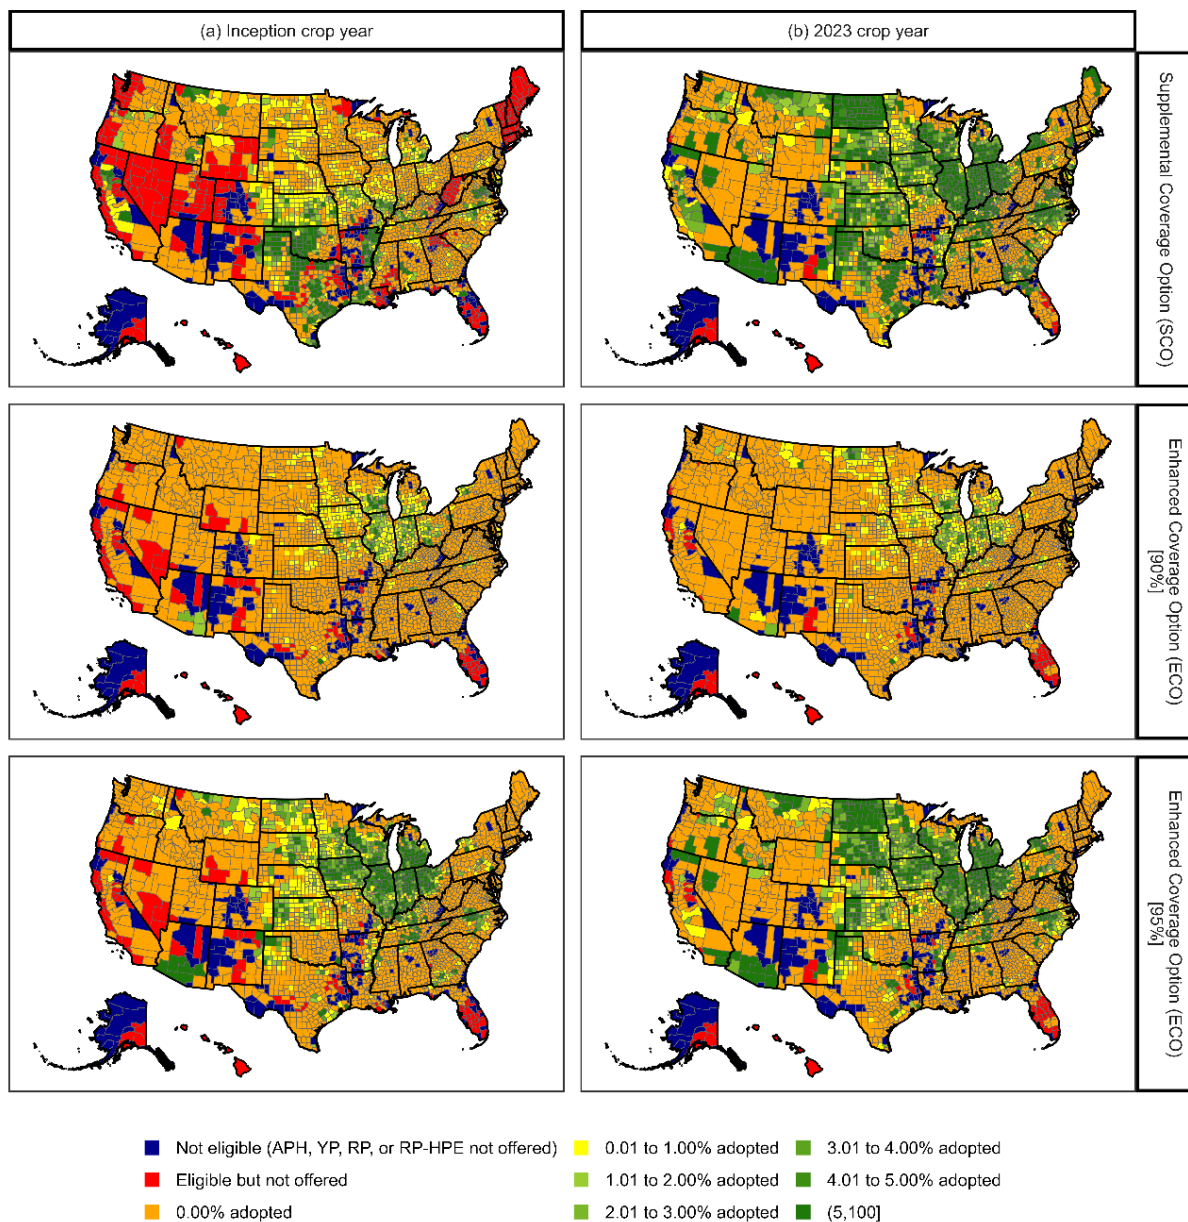 (a) Inception crop year
(b) 2023 crop year
Supplemental Coverage Option (SCO)
Enhanced Coverage Option (ECO)
[90%]
Enhanced Coverage Option (ECO)
[95%]
Not eligible (APH, YP, RP, or RP-HPE not offered)
Eligible but not offered
0.00% adopted
0.01 to 1.00% adopted
1.01 to 2.00% adopted
2.01 to 3.00% adopted
3.01 to 4.00% adopted
4.01 to 5.00% adopted
(5,100]